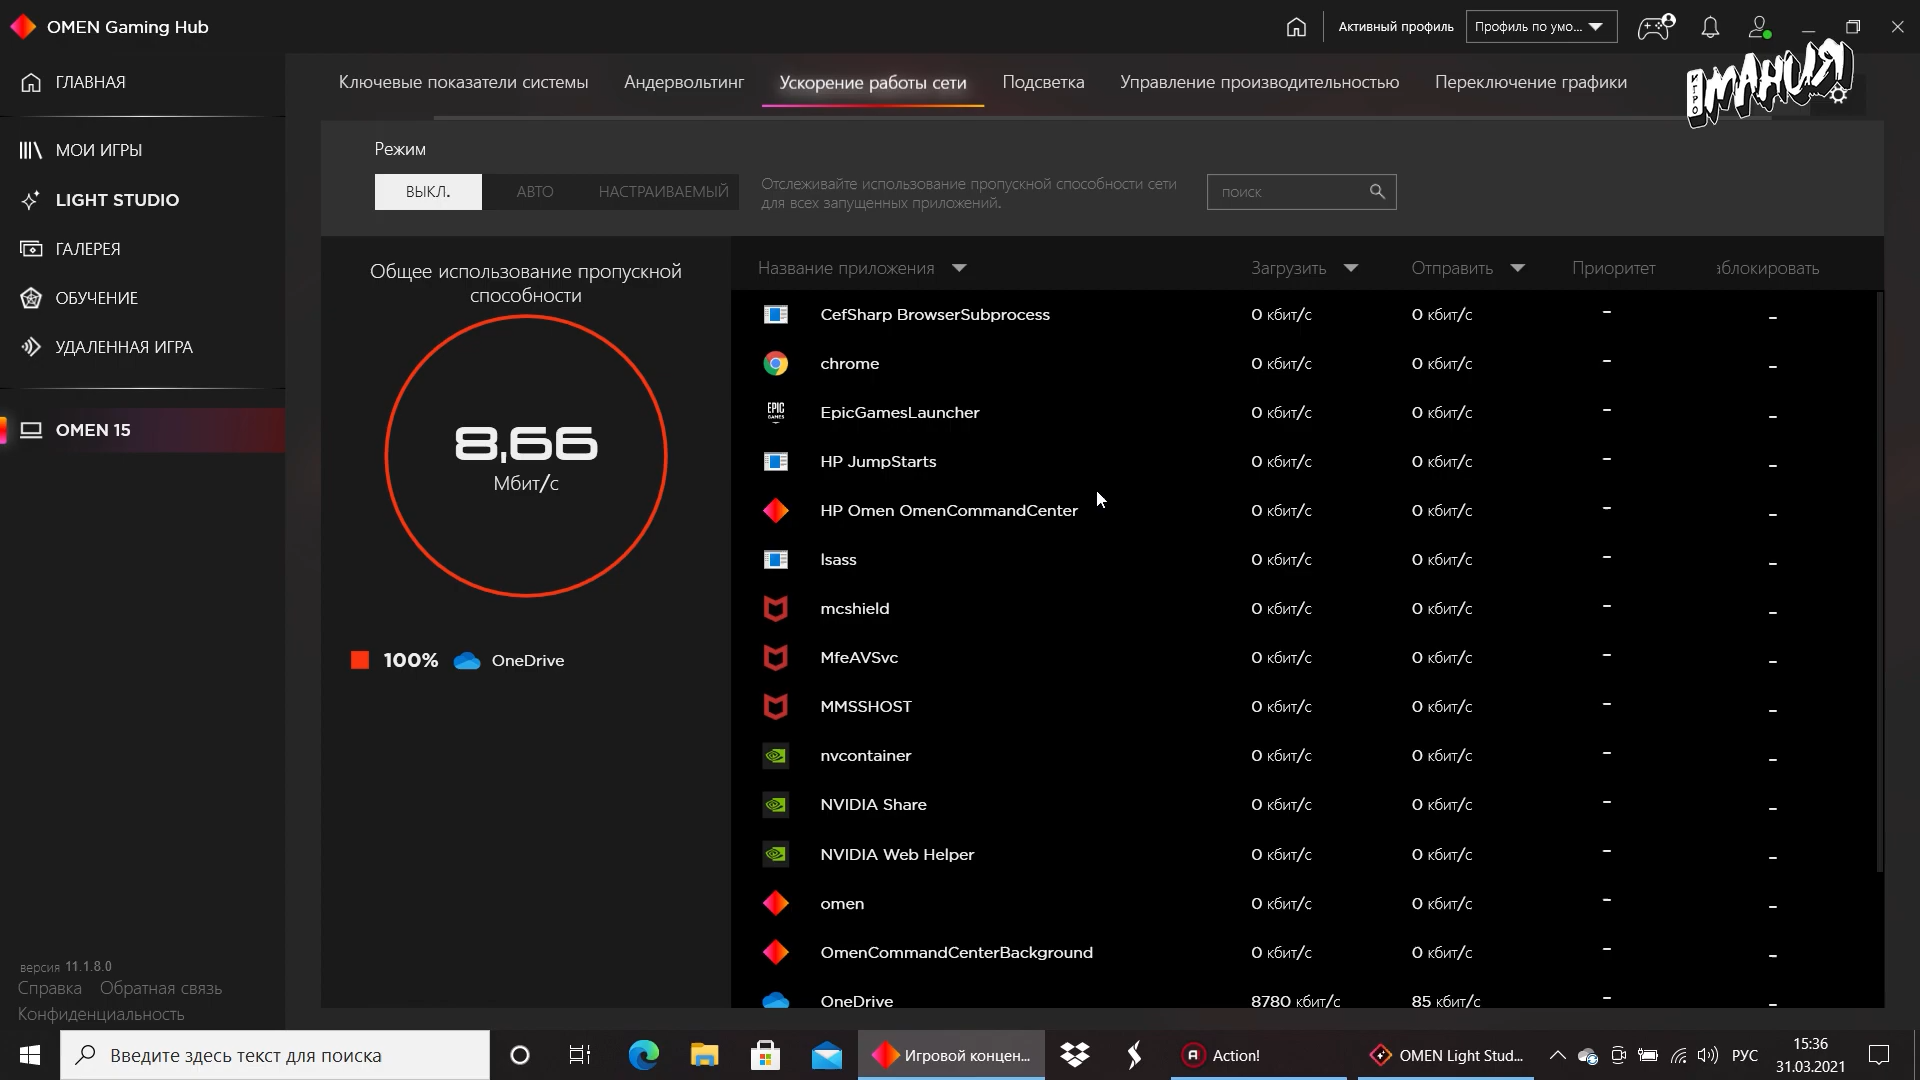 OMEN Gaming Hub
Активный профиль
Профиль по умо...
ИГРО
МАНИЯ
ГЛАВНАЯ
МОИ ИГРЫ
LIGHT STUDIO
ГАЛЕРЕЯ
ОБУЧЕНИЕ
УДАЛЕННАЯ ИГРА
OMEN 15
версия 11.1.8.0
Справка Обратная связь
Конфиденциальность
Ключевые показатели системы Андервольтинг Ускорение работы сети Подсветка Управление производительностью Переключение графики
Режим
ВЫКЛ. АВТО НАСТРАИВАЕМЫЙ
Отслеживайте использование пропускной способности сети
для всех запущенных приложений.
поиск
Общее использование пропускной
способности
8,66
Мбит/с
100% OneDrive
Название приложения Загрузить Отправить Приоритет аблокировать
CefSharp BrowserSubprocess 0 кбит/с 0 кбит/с – –
chrome 0 кбит/с 0 кбит/с – –
EPIC GAMES EpicGamesLauncher 0 кбит/с 0 кбит/с – –
HP JumpStarts 0 кбит/с 0 кбит/с – –
HP Omen OmenCommandCenter 0 кбит/с 0 кбит/с – –
lsass 0 кбит/с 0 кбит/с – –
mcshield 0 кбит/с 0 кбит/с – –
MfeAVSvc 0 кбит/с 0 кбит/с – –
MMSSHOST 0 кбит/с 0 кбит/с – –
nvcontainer 0 кбит/с 0 кбит/с – –
NVIDIA Share 0 кбит/с 0 кбит/с – –
NVIDIA Web Helper 0 кбит/с 0 кбит/с – –
omen 0 кбит/с 0 кбит/с – –
OmenCommandCenterBackground 0 кбит/с 0 кбит/с – –
OneDrive 8780 кбит/с 85 кбит/с – –
Введите здесь текст для поиска
Игровой концен...
Action!
OMEN Light Stud...
РУС
15:36
31.03.2021